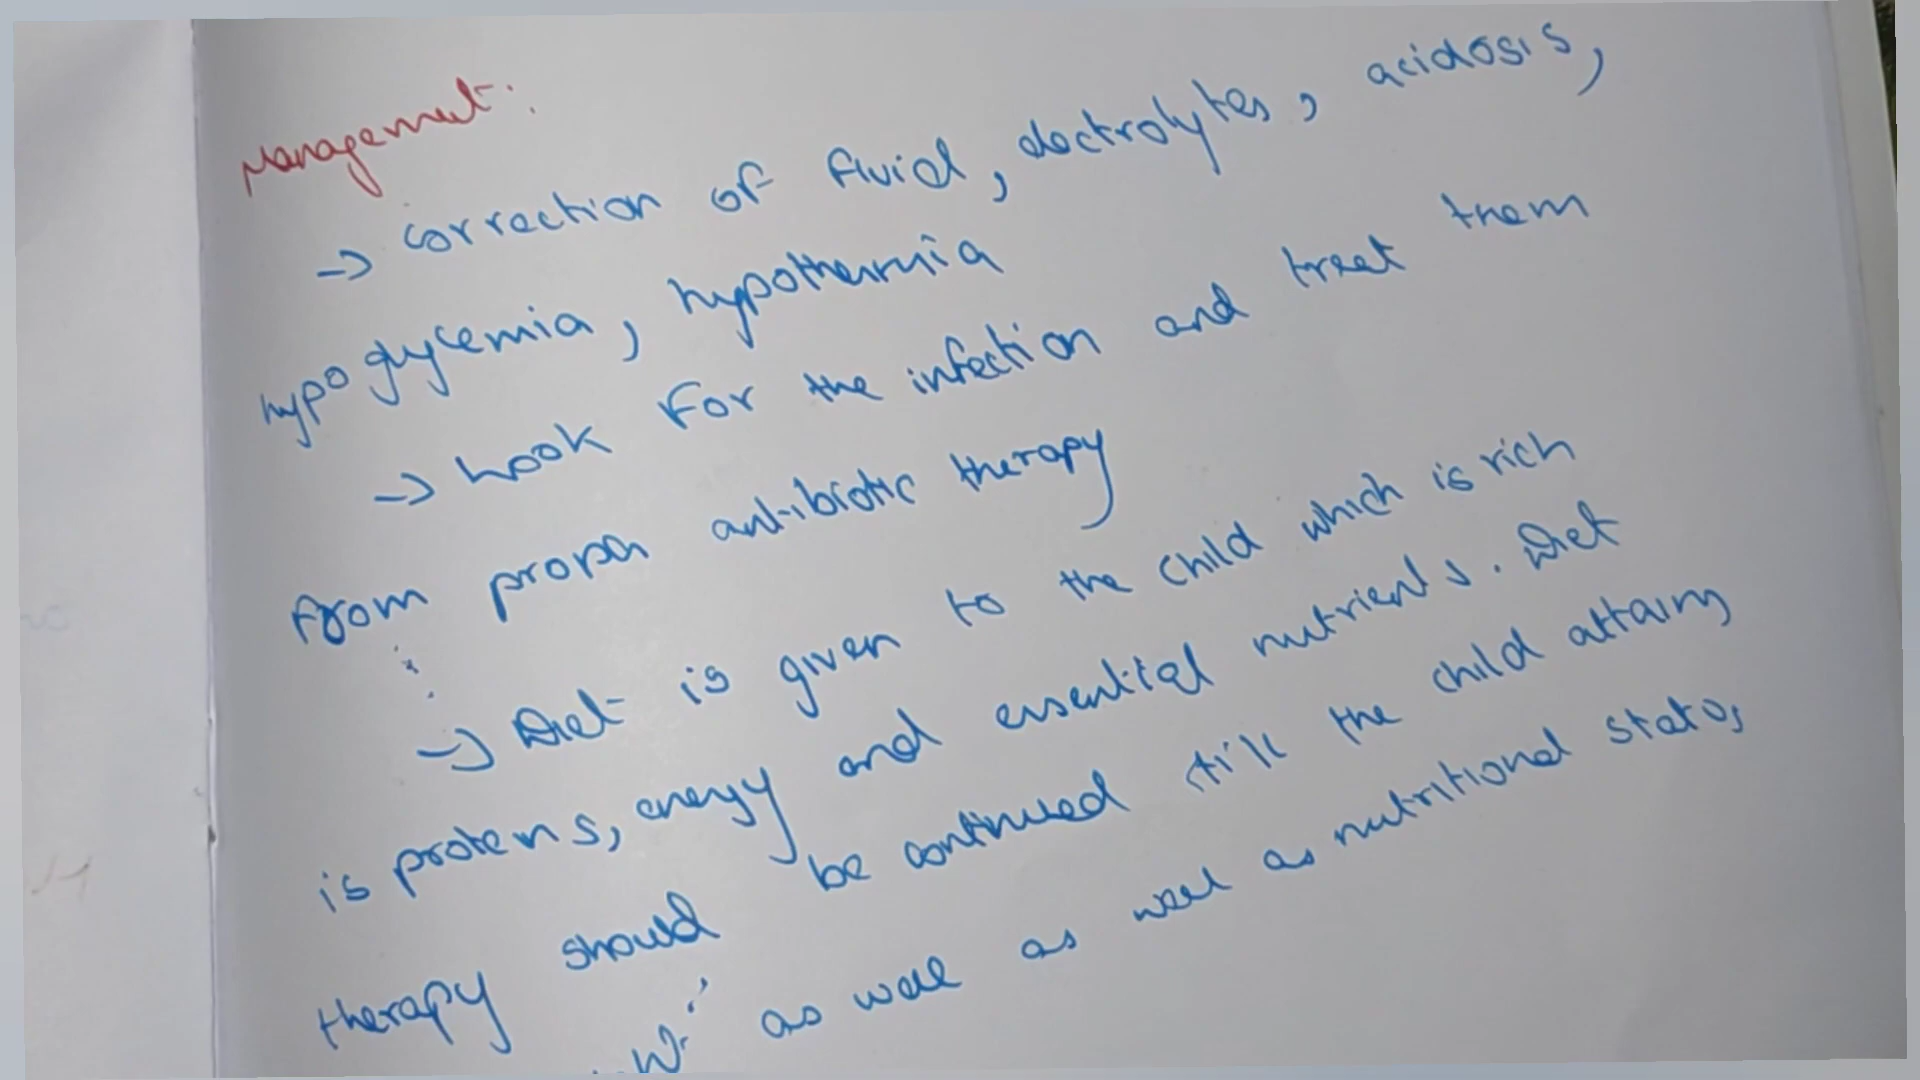 Management:
→ correction of fluid, electrolytes, acidosis,
hypoglycemia, hypothermia
→ Look for the infection and treat them
from proper antibiotic therapy
→ Diet is given to the child which is rich
is proteins, energy and essential nutrients. Diet
therapy should be continued till the child attains
as well as well as nutritional status